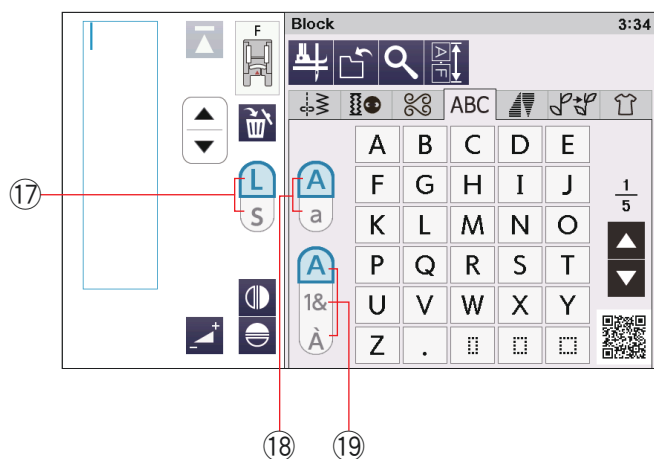 Block 3:34
F
A F
ABC
A B C D E
L A F G H I J 1/5
S a K L M N O
A P Q R S T
1& U V W X Y
À Z .
⑰
⑱ ⑲